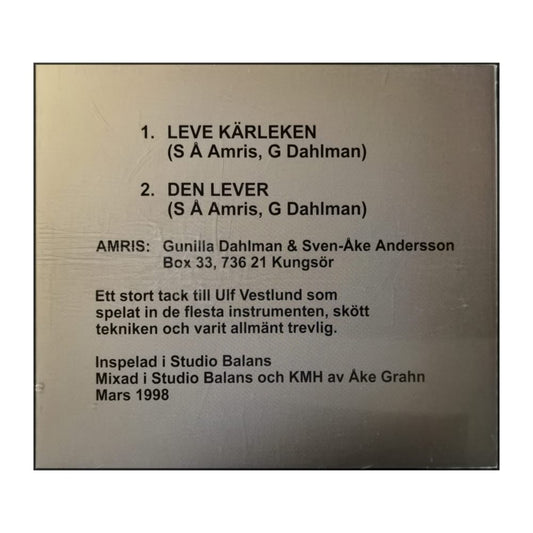 1. LEVE KÄRLEKEN
(S Å Amris, G Dahlman)
2. DEN LEVER
(S Å Amris, G Dahlman)
AMRIS: Gunilla Dahlman & Sven-Åke Andersson
Box 33, 736 21 Kungsör
Ett stort tack till Ulf Vestlund som
spelat in de flesta instrumenten, skött
tekniken och varit allmänt trevlig.
Inspelad i Studio Balans
Mixad i Studio Balans och KMH av Åke Grahn
Mars 1998